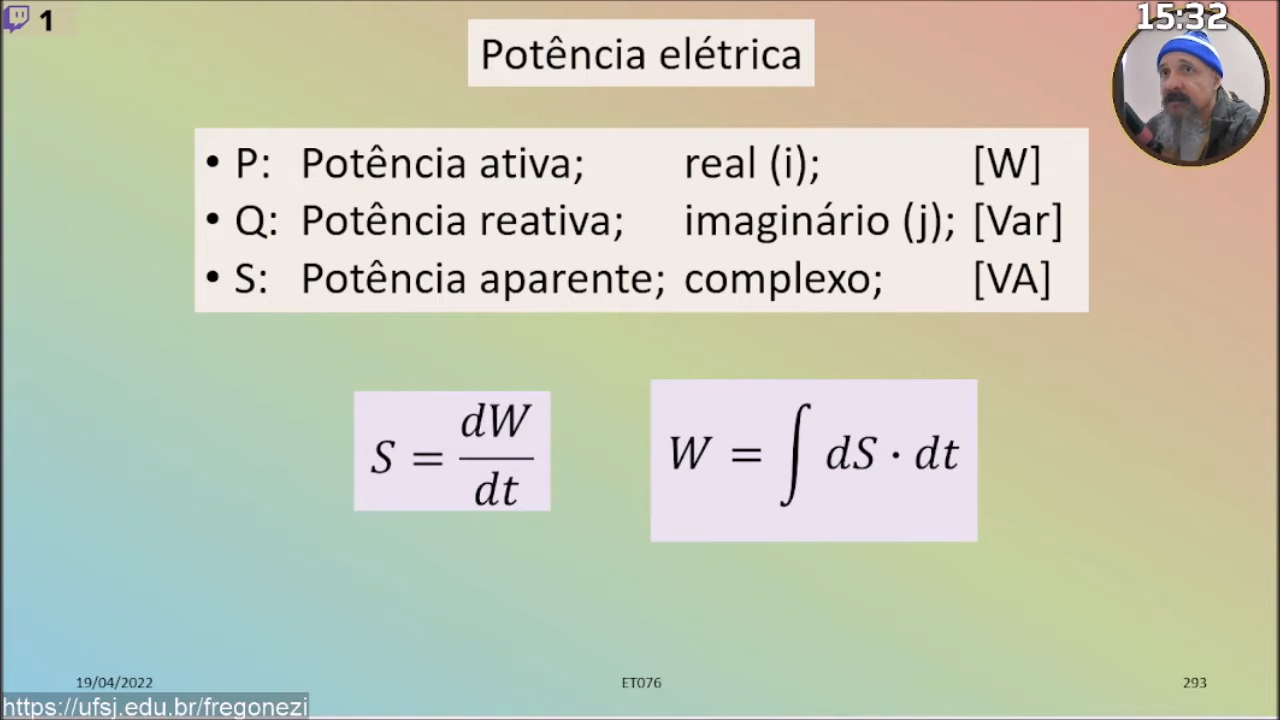 1
15:32
Potência elétrica
• P: Potência ativa; real (i); [W]
• Q: Potência reativa; imaginário (j); [Var]
• S: Potência aparente; complexo; [VA]
S = dW/dt
W = ∫ dS · dt
19/04/2022 ET076 293
https://ufsj.edu.br/fregonezi